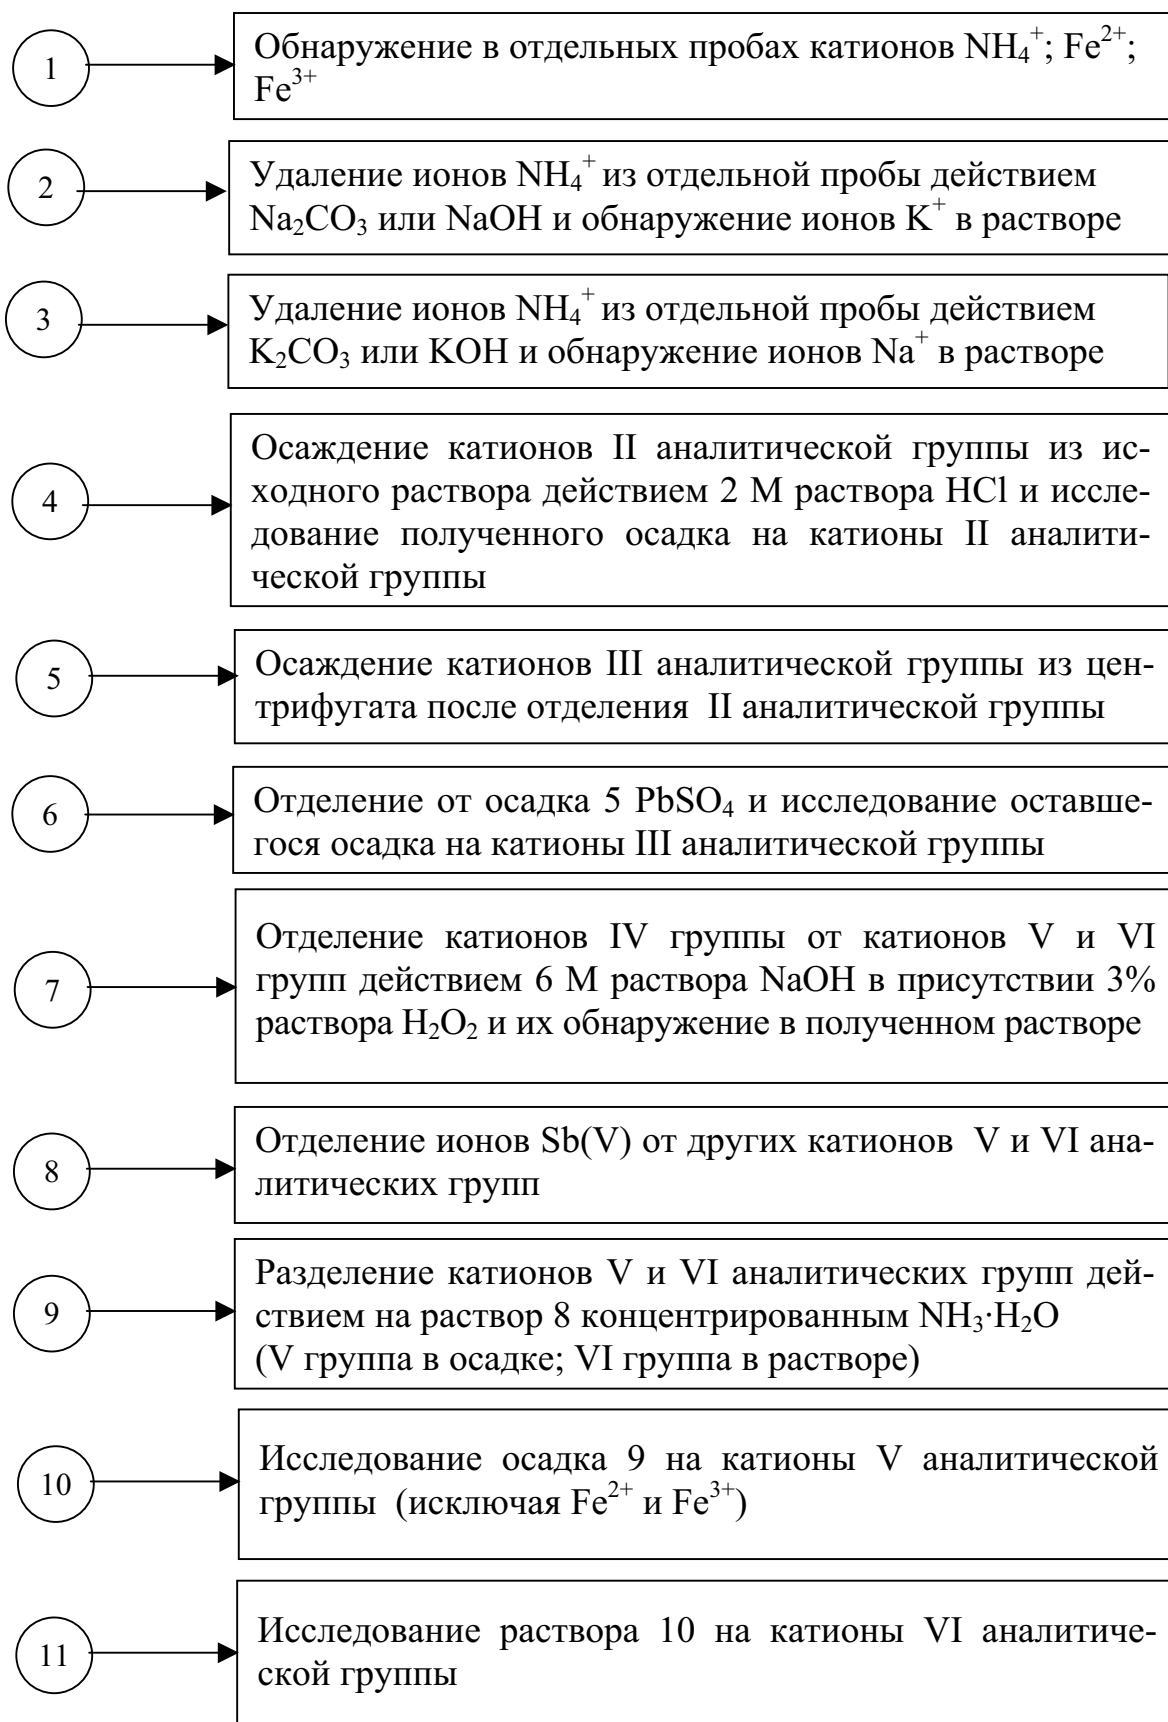 1
Обнаружение в отдельных пробах катионов NH₄⁺; Fe²⁺;
Fe³⁺
2
Удаление ионов NH₄⁺ из отдельной пробы действием
Na₂CO₃ или NaOH и обнаружение ионов K⁺ в растворе
3
Удаление ионов NH₄⁺ из отдельной пробы действием
K₂CO₃ или KOH и обнаружение ионов Na⁺ в растворе
4
Осаждение катионов II аналитической группы из ис-
ходного раствора действием 2 М раствора HCl и иссле-
дование полученного осадка на катионы II аналити-
ческой группы
5
Осаждение катионов III аналитической группы из цен-
трифугата после отделения II аналитической группы
6
Отделение от осадка 5 PbSO₄ и исследование оставше-
гося осадка на катионы III аналитической группы
7
Отделение катионов IV группы от катионов V и VI
групп действием 6 М раствора NaOH в присутствии 3%
раствора H₂O₂ и их обнаружение в полученном растворе
8
Отделение ионов Sb(V) от других катионов V и VI ана-
литических групп
9
Разделение катионов V и VI аналитических групп дей-
ствием на раствор 8 концентрированным NH₃·H₂O
(V группа в осадке; VI группа в растворе)
10
Исследование осадка 9 на катионы V аналитической
группы (исключая Fe²⁺ и Fe³⁺)
11
Исследование раствора 10 на катионы VI аналитиче-
ской группы